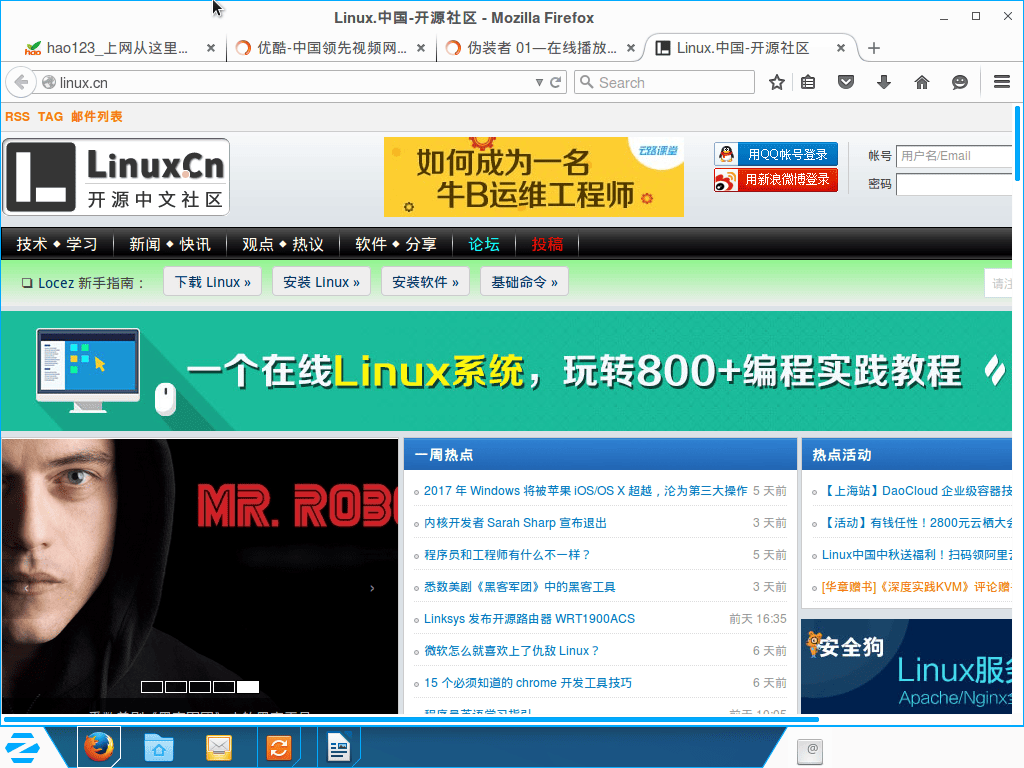 Linux.中国-开源社区 - Mozilla Firefox
hao123_上网从这里... 优酷-中国领先视频网... 伪装者 01—在线播放... Linux.中国-开源社区
linux.cn Search
RSS TAG 邮件列表
LinuxCn
开源中文社区
如何成为一名
牛B运维工程师
云路课堂
用QQ帐号登录
用新浪微博登录
帐号 用户名/Email
密码
技术 ◆ 学习 新闻 ◆ 快讯 观点 ◆ 热议 软件 ◆ 分享 论坛 投稿
Locez 新手指南： 下载 Linux » 安装 Linux » 安装软件 » 基础命令 » 请
一个在线Linux系统，玩转800+编程实践教程
MR. ROB
一周热点
2017 年 Windows 将被苹果 iOS/OS X 超越，沦为第三大操作 5 天前
内核开发者 Sarah Sharp 宣布退出 3 天前
程序员和工程师有什么不一样？ 5 天前
悉数美剧《黑客军团》中的黑客工具 3 天前
Linksys 发布开源路由器 WRT1900ACS 前天 16:35
微软怎么就喜欢上了仇敌 Linux？ 6 天前
15 个必须知道的 chrome 开发工具技巧 6 天前
热点活动
【上海站】DaoCloud 企业级容器技
【活动】有钱任性！2800元云栖大会
Linux中国中秋送福利！扫码领阿里云
[华章赠书]《深度实践KVM》评论赠
安全狗
Linux服务
Apache/Nginx